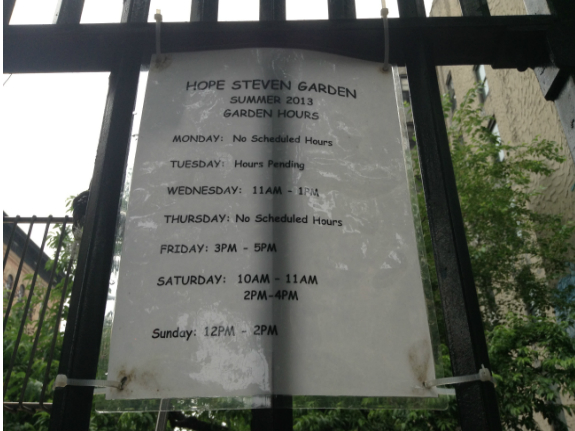 HOPE STEVEN GARDEN
SUMMER 2013
GARDEN HOURS
MONDAY: No Scheduled Hours
TUESDAY: Hours Pending
WEDNESDAY: 11AM - 1PM
THURSDAY: No Scheduled Hours
FRIDAY: 3PM - 5PM
SATURDAY: 10AM - 11AM
2PM-4PM
Sunday: 12PM - 2PM